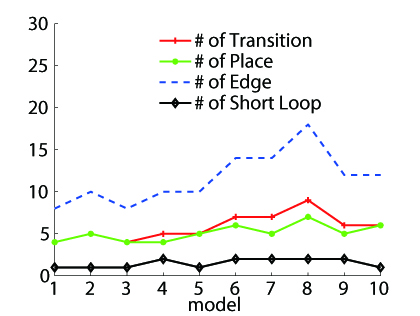 30
25
20
15
10
5
0
# of Transition
# of Place
# of Edge
# of Short Loop
1 2 3 4 5 6 7 8 9 10
model